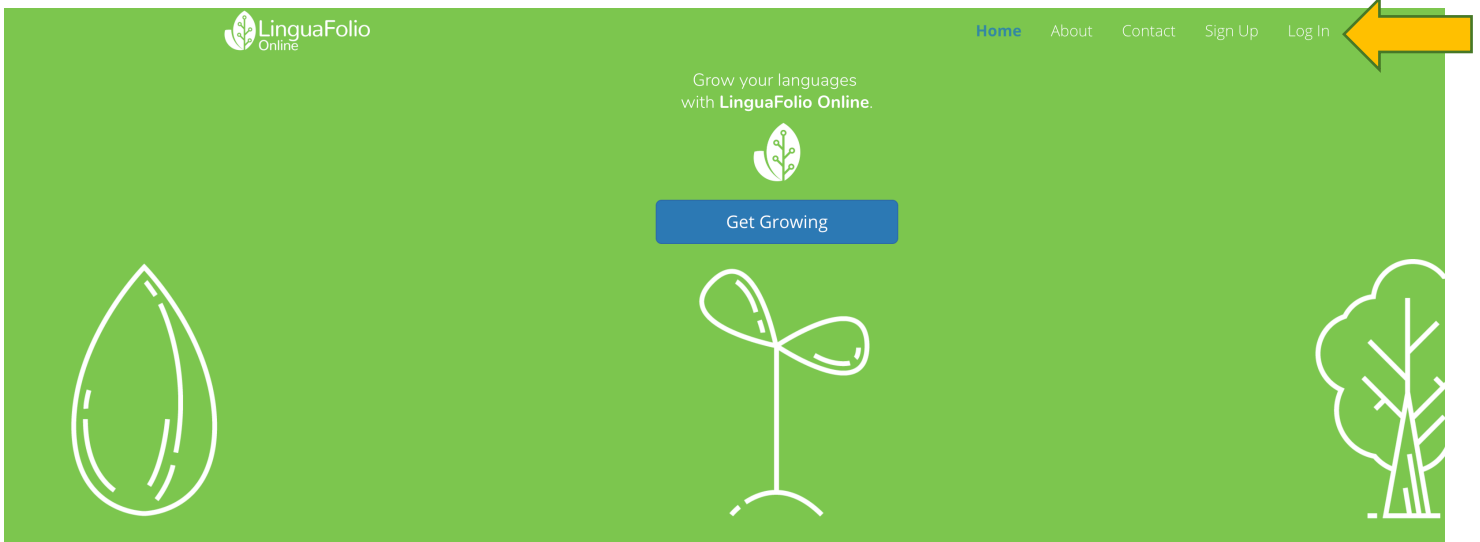 LinguaFolio
Online
Home About Contact Sign Up Log In
Grow your languages
with LinguaFolio Online.
Get Growing